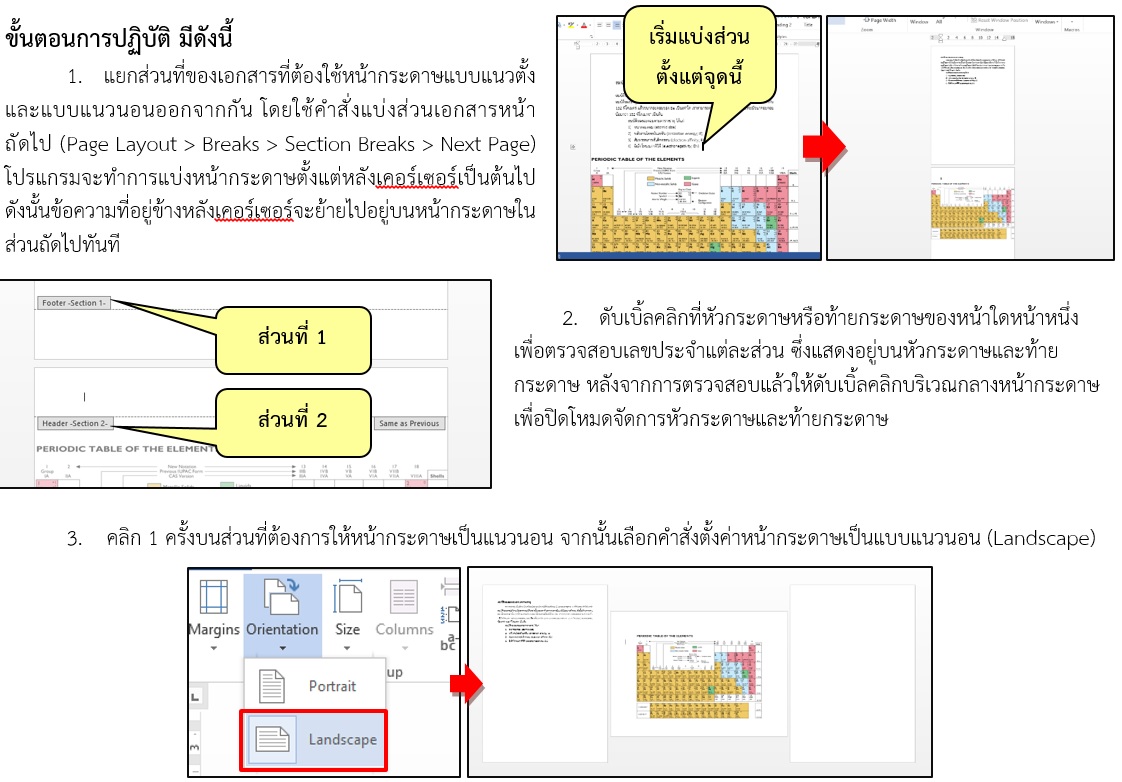 ขั้นตอนการปฏิบัติ มีดังนี้
1. แยกส่วนที่ของเอกสารที่ต้องใช้หน้ากระดาษแบบแนวตั้ง
และแบบแนวนอนออกจากกัน โดยใช้คำสั่งแบ่งส่วนเอกสารหน้า
ถัดไป (Page Layout > Breaks > Section Break > Next Page)
โปรแกรมจะทำการแบ่งหน้ากระดาษตั้งแต่หลังเคอร์เซอร์เป็นต้นไป
ดังนั้นข้อความที่อยู่ข้างหลังเคอร์เซอร์จะย้ายไปอยู่บนหน้ากระดาษใน
ส่วนถัดไปทันที
เริ่มแบ่งส่วน
ตั้งแต่จุดนี้
PERIODIC TABLE OF THE ELEMENTS
Page Width
Window
All
Reset Window Position
Windows
Zoom
Window
Macros
Footer -Section 1-
ส่วนที่ 1
ส่วนที่ 2
Header -Section 2-
Same as Previous
PERIODIC TABLE OF THE ELEMENT
2. ดับเบิ้ลคลิกที่หัวกระดาษหรือท้ายกระดาษของหน้าใดหน้าหนึ่ง
เพื่อตรวจสอบเลขประจำแต่ละส่วน ซึ่งแสดงอยู่บนหัวกระดาษและท้าย
กระดาษ หลังจากการตรวจสอบแล้วให้ดับเบิ้ลคลิกบริเวณกลางหน้ากระดาษ
เพื่อปิดโหมดจัดการหัวกระดาษและท้ายกระดาษ
3. คลิก 1 ครั้งบนส่วนที่ต้องการให้หน้ากระดาษเป็นแนวนอน จากนั้นเลือกคำสั่งตั้งค่าหน้ากระดาษเป็นแบบแนวนอน (Landscape)
Margins Orientation Size Columns
Portrait
up
Landscape
PERIODIC TABLE OF THE ELEMENTS